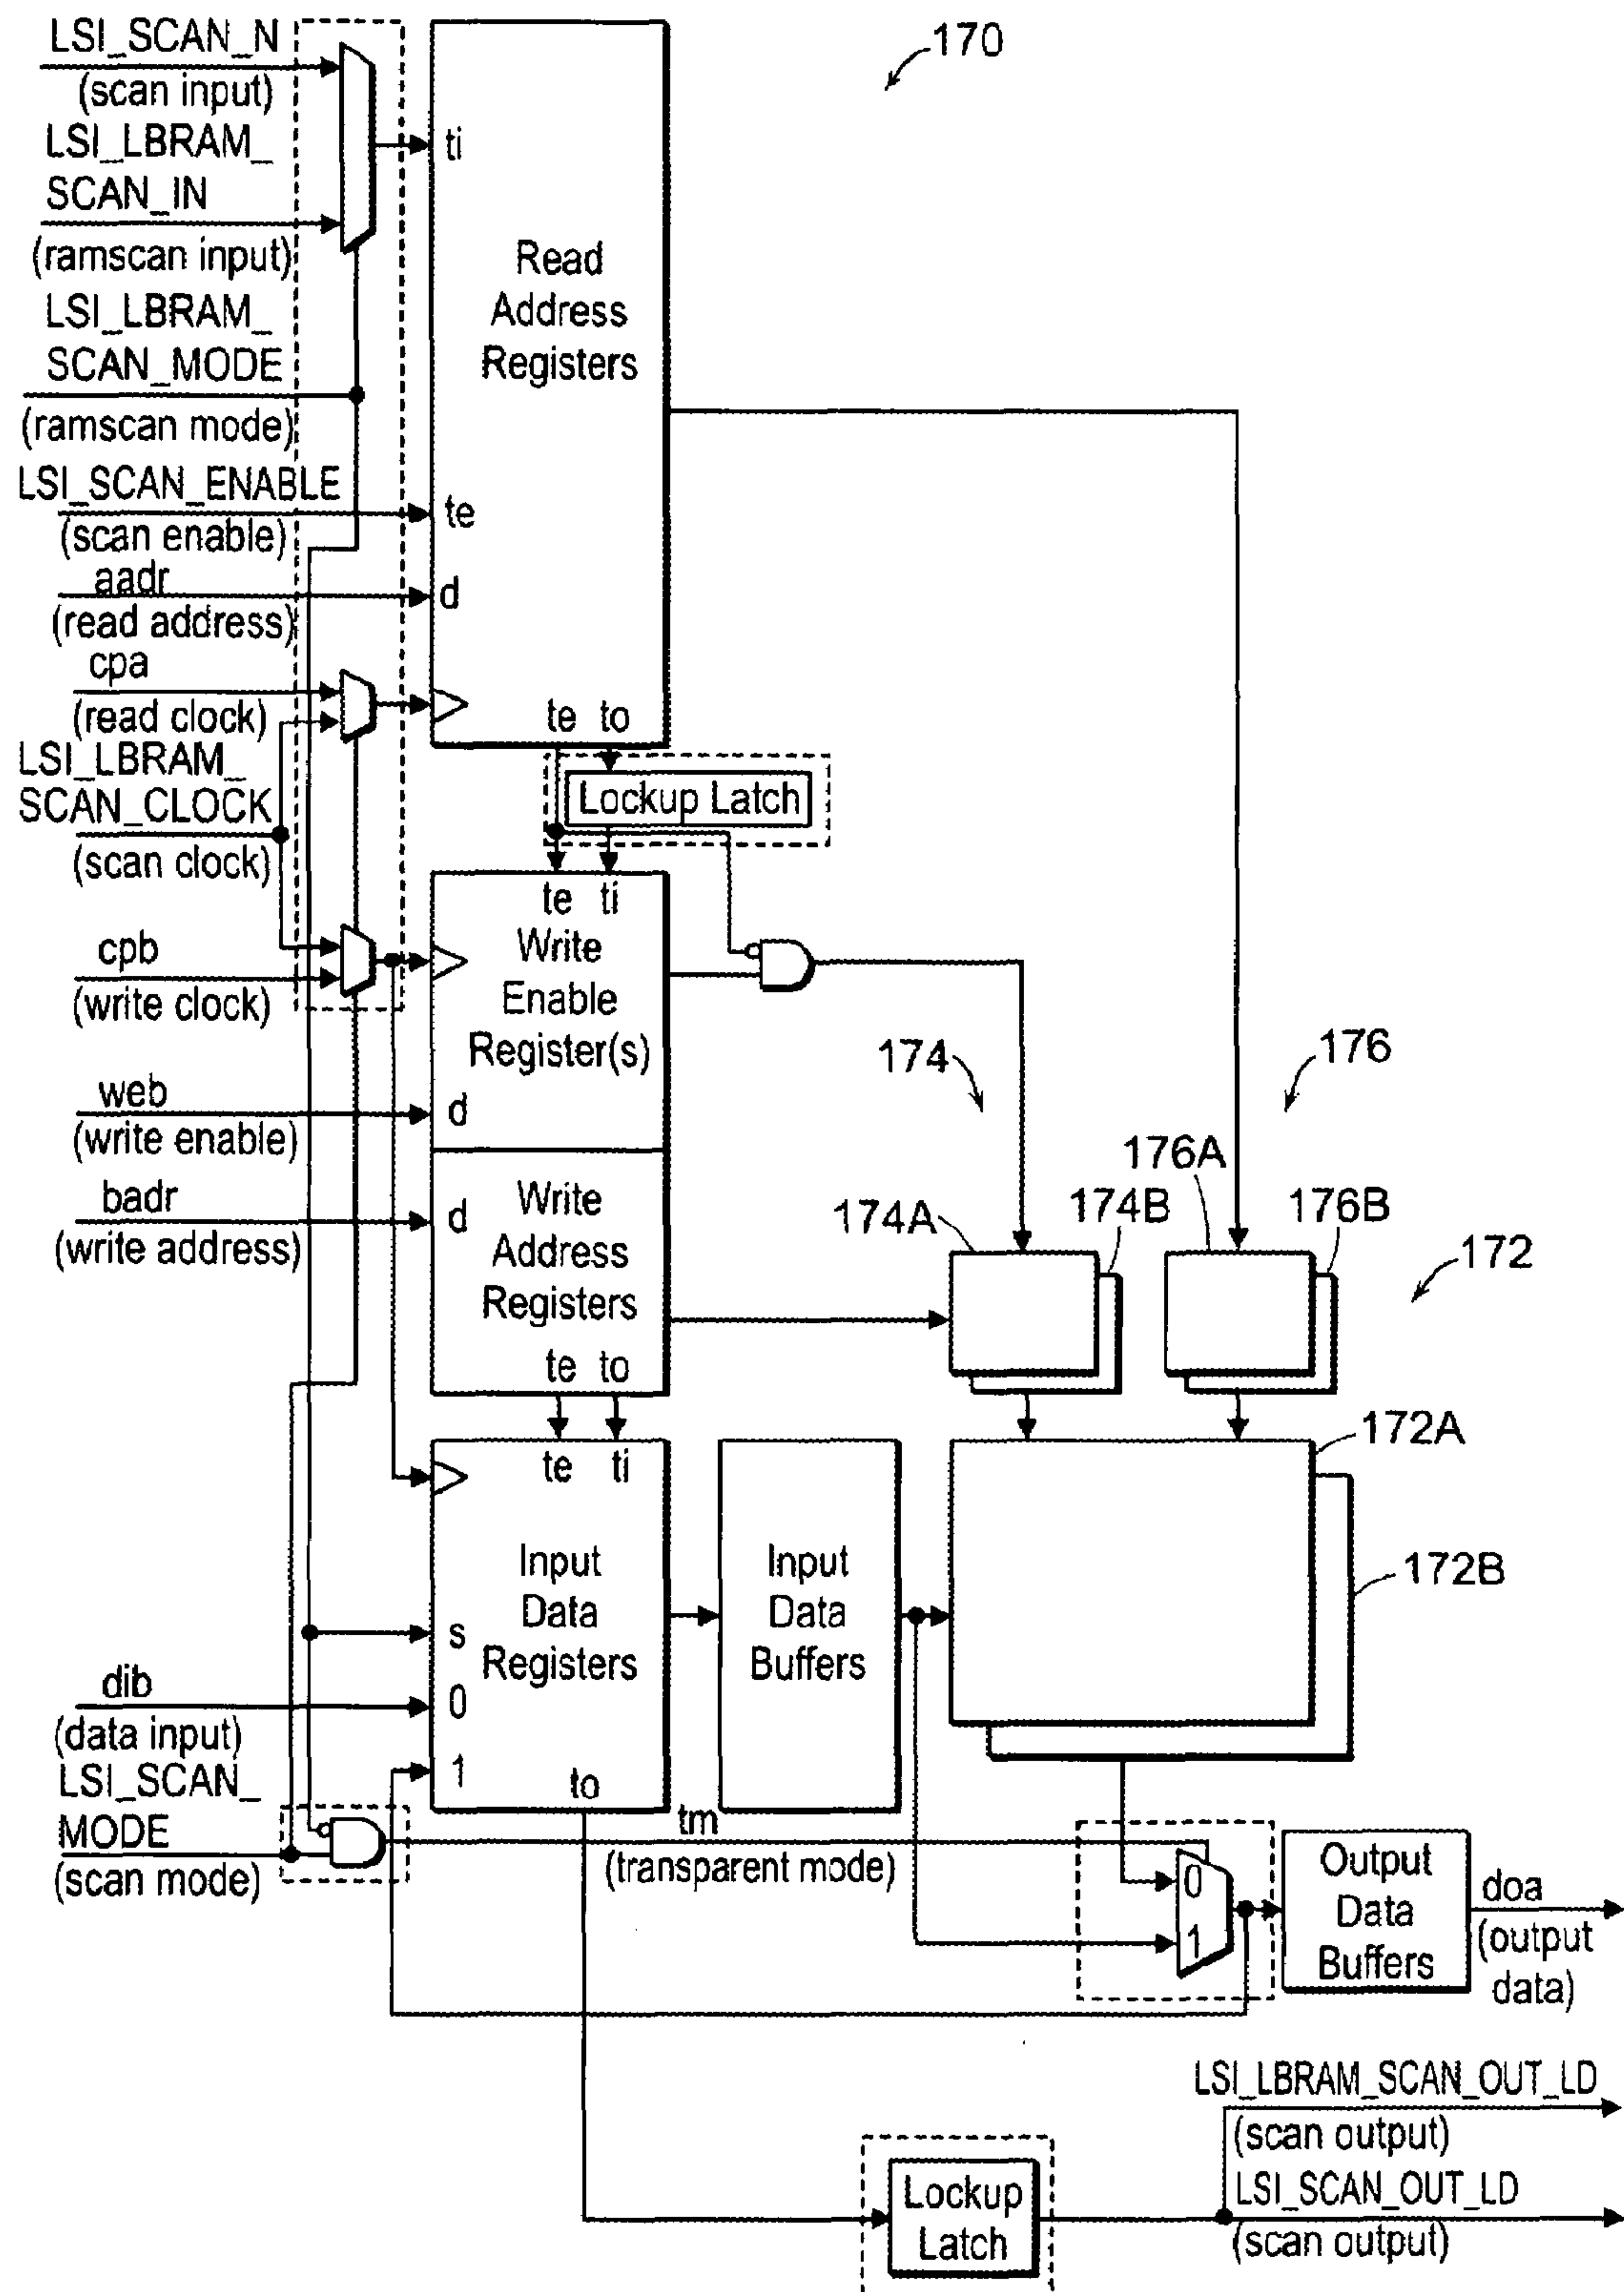 LSI_SCAN_N
(scan input)
LSI_LBRAM_
SCAN_IN
(ramscan input)
LSI_LBRAM_
SCAN_MODE
(ramscan mode)
LSI_SCAN_ENABLE
(scan enable)
aadr
(read address)
cpa
(read clock)
LSI_LBRAM_
SCAN_CLOCK
(scan clock)
cpb
(write clock)
web
(write enable)
badr
(write address)
dib
(data input)
LSI_SCAN_
MODE
(scan mode)
ti
Read
Address
Registers
te
d
te to
Lockup Latch
te ti
Write
Enable
Register(s)
d
Write
Address
Registers
d
te to
te ti
Input
Data
Registers
s
0
1
to
Input
Data
Buffers
tm
(transparent mode)
170
174
176
174A
174B
176A
176B
172
172A
172B
0
1
Output
Data
Buffers
doa
(output
data)
Lockup
Latch
LSI_LBRAM_SCAN_OUT_LD
(scan output)
LSI_SCAN_OUT_LD
(scan output)